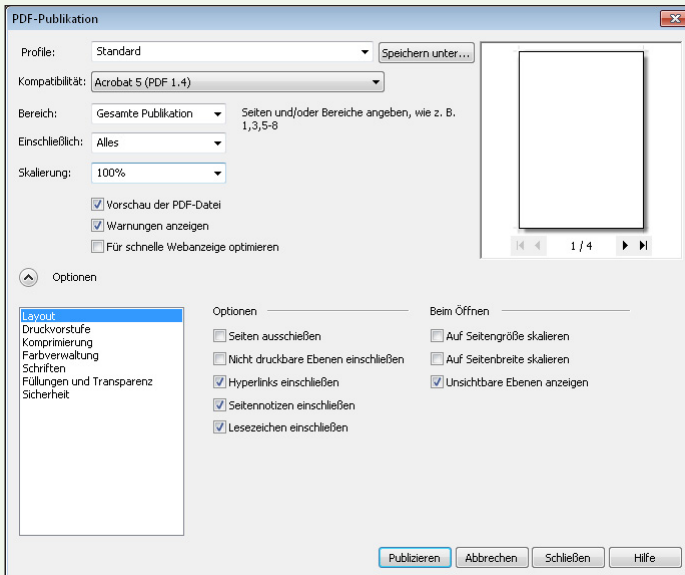 PDF-Publikation
Profile: Standard Speichern unter...
Kompatibilität: Acrobat 5 (PDF 1.4)
Bereich: Gesamte Publikation Seiten und/oder Bereiche angeben, wie z. B.
1,3,5-8
Einschließlich: Alles
Skalierung: 100%
Vorschau der PDF-Datei
Warnungen anzeigen
Für schnelle Webanzeige optimieren
1 / 4
Optionen
Layout
Druckvorstufe
Komprimierung
Farbverwaltung
Schriften
Füllungen und Transparenz
Sicherheit
Optionen
Seiten ausschießen
Nicht druckbare Ebenen einschließen
Hyperlinks einschließen
Seitennotizen einschließen
Lesezeichen einschließen
Beim Öffnen
Auf Seitengröße skalieren
Auf Seitenbreite skalieren
Unsichtbare Ebenen anzeigen
Publizieren Abbrechen Schließen Hilfe